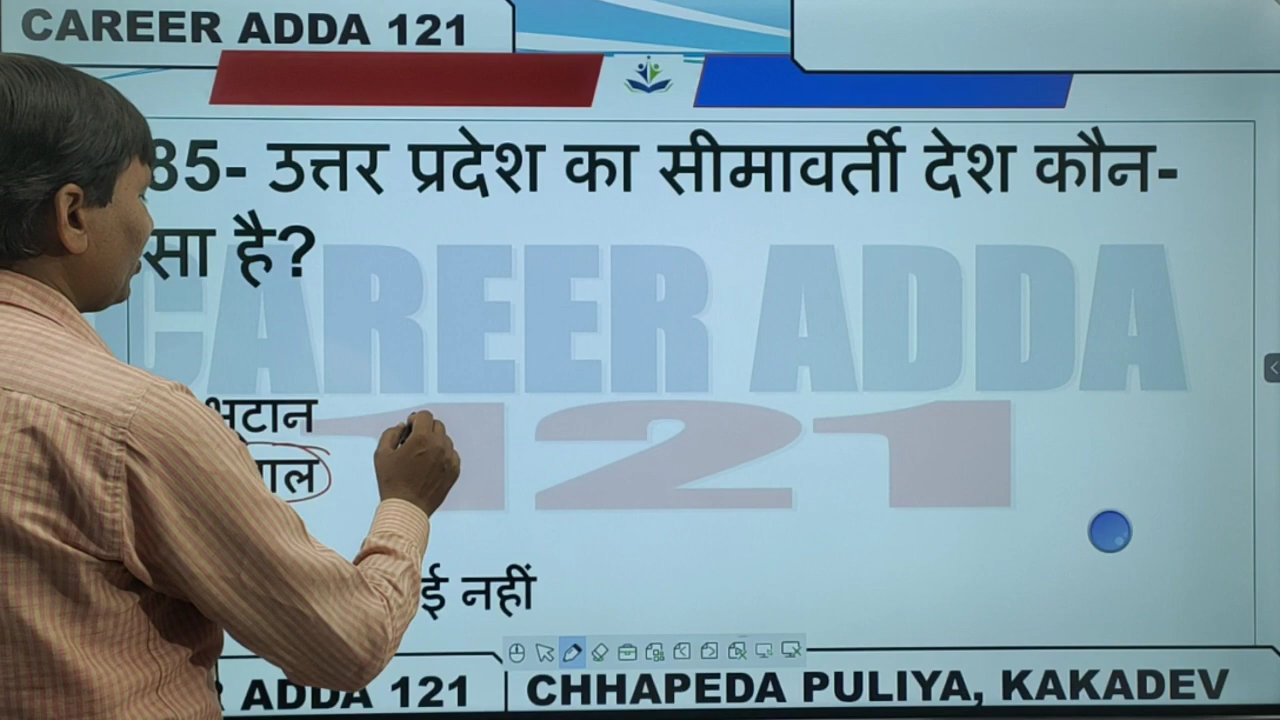 CAREER ADDA 121
85- उत्तर प्रदेश का सीमावर्ती देश कौन-
सा है?
CAREER ADDA
121
नहीं
ADDA 121
CHHAPEDA PULIYA, KAKADEV